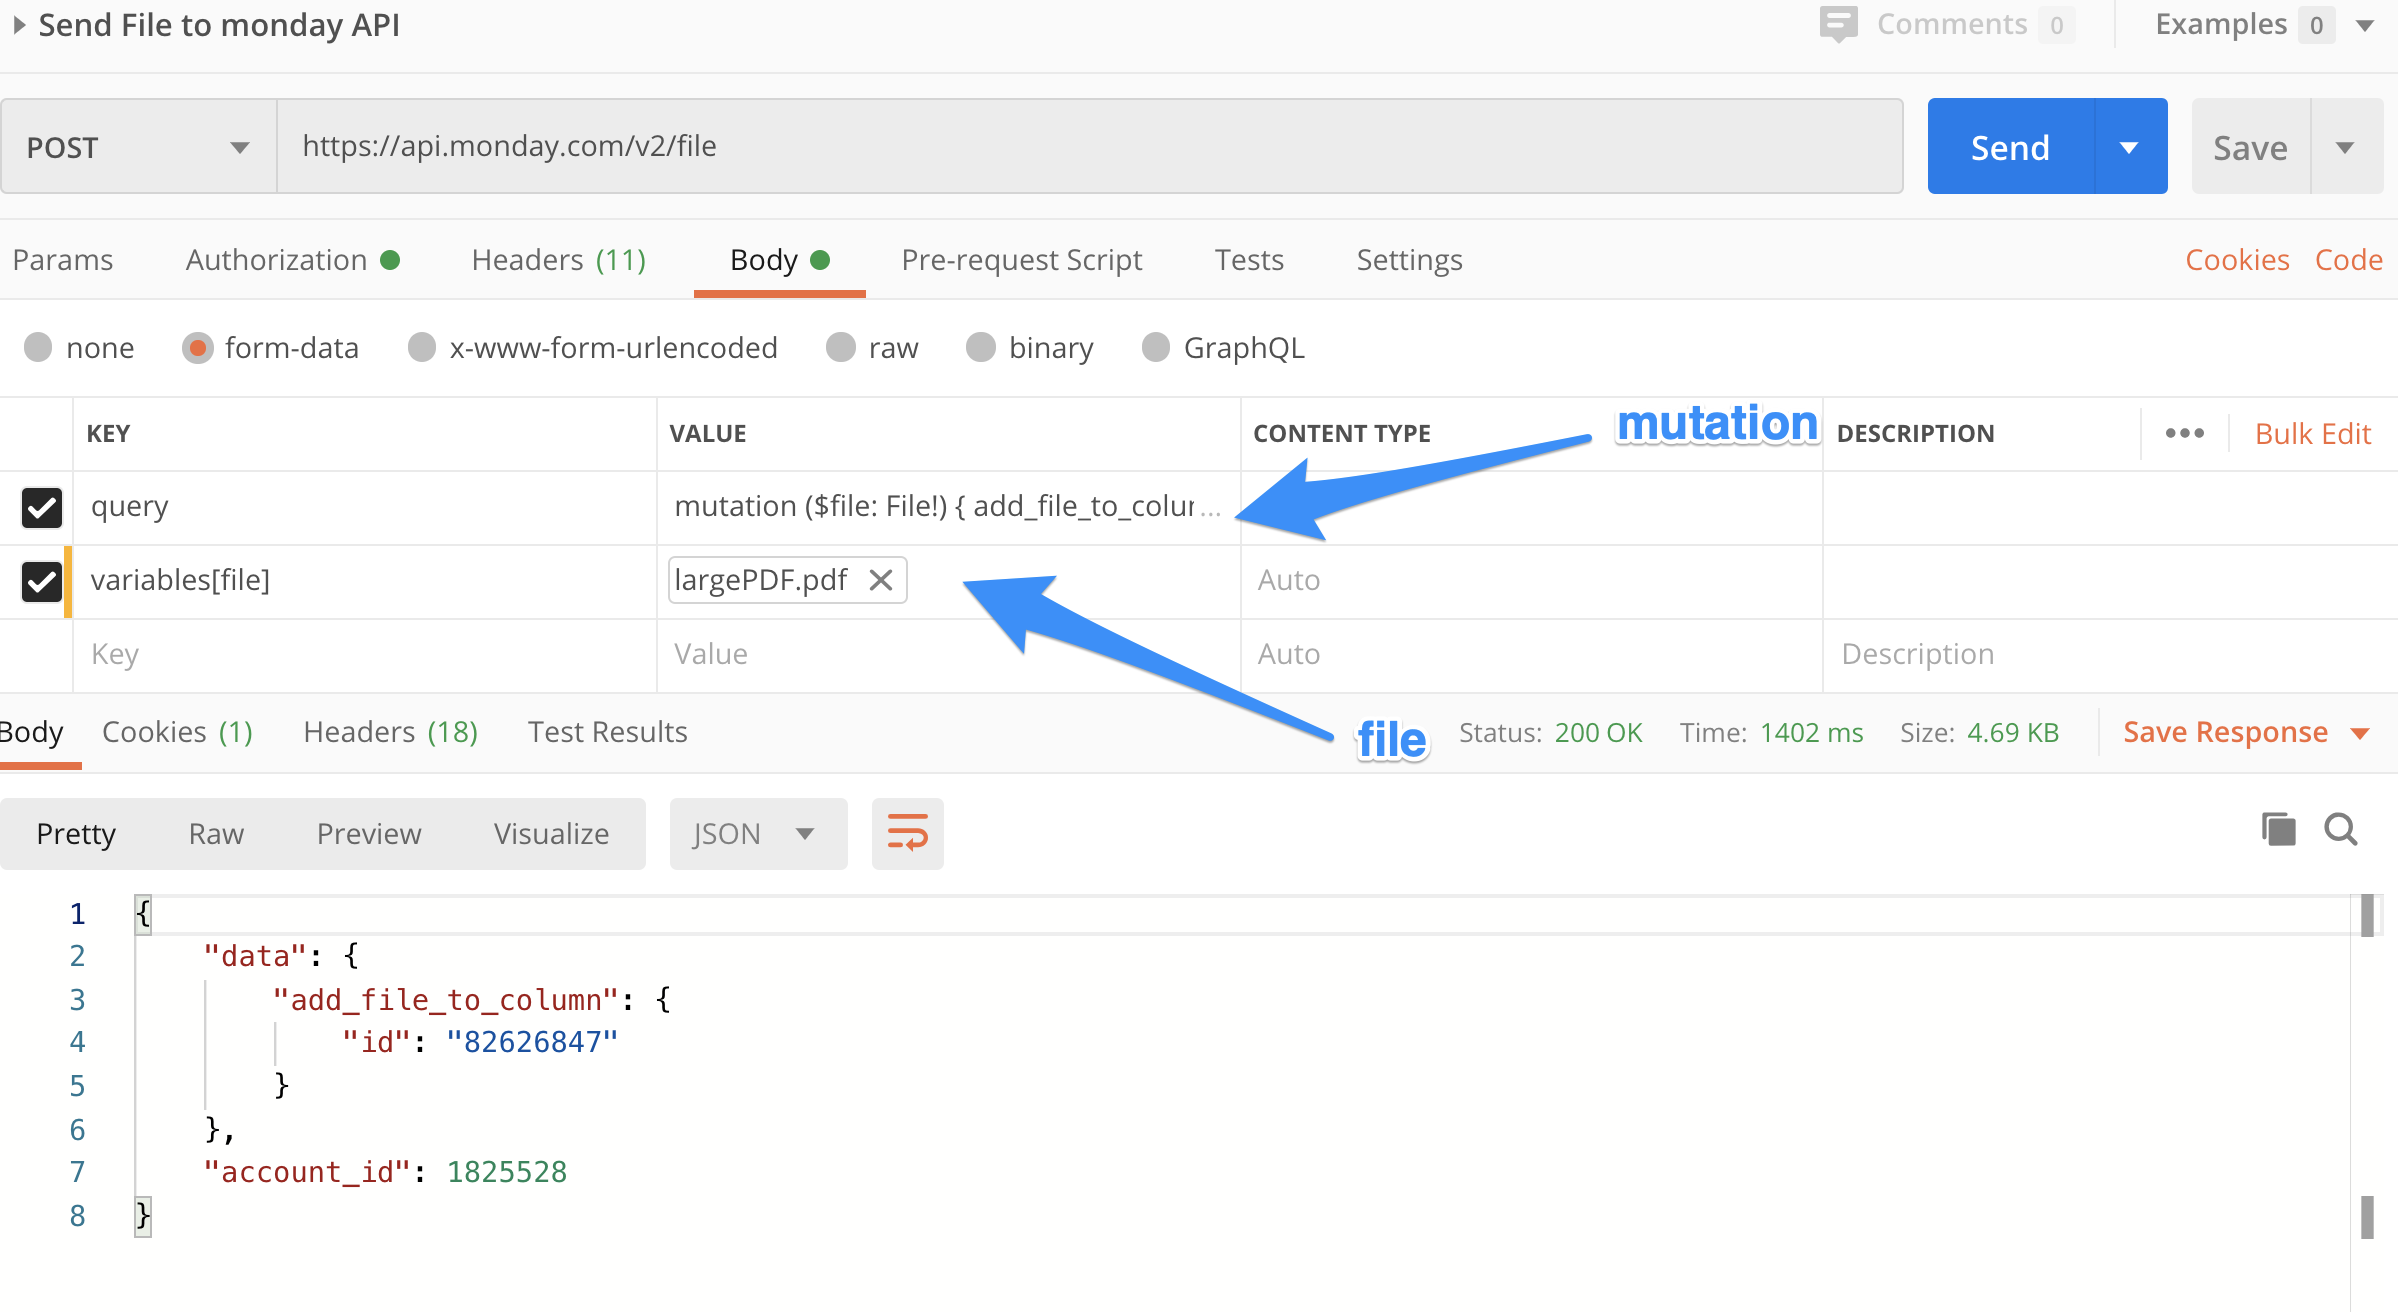 Send File to monday API Comments 0 Examples 0
POST https://api.monday.com/v2/file Send Save
Params Authorization Headers (11) Body Pre-request Script Tests Settings Cookies Code
none form-data x-www-form-urlencoded raw binary GraphQL
KEY VALUE CONTENT TYPE mutation DESCRIPTION ••• Bulk Edit
query mutation ($file: File!) { add_file_to_colur ...
variables[file] largePDF.pdf Auto
Key Value Auto Description
Body Cookies (1) Headers (18) Test Results file Status: 200 OK Time: 1402 ms Size: 4.69 KB Save Response
Pretty Raw Preview Visualize JSON
1 {
2 "data": {
3 "add_file_to_column": {
4 "id": "82626847"
5 }
6 },
7 "account_id": 1825528
8 }